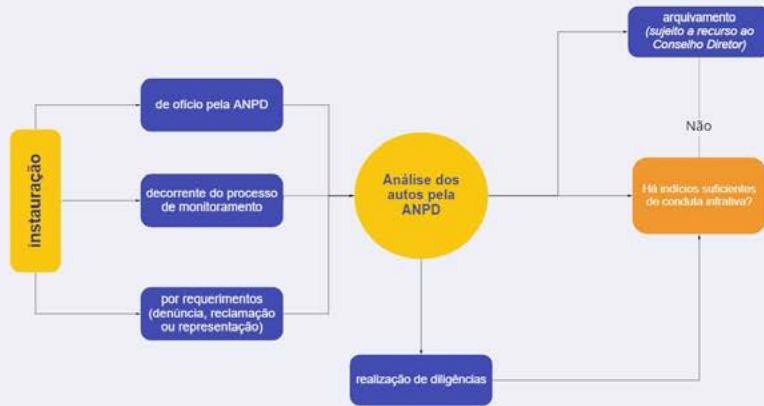 arquivamento
(sujeito a recurso ao
Conselho Diretor)
de ofício pela ANPD
Não
instauração
decorrente do processo
de monitoramento
Análise dos
autos pela
ANPD
Há indícios suficientes
de conduta infrativa?
por requerimentos
(denúncia, reclamação
ou representação)
realização de diligências